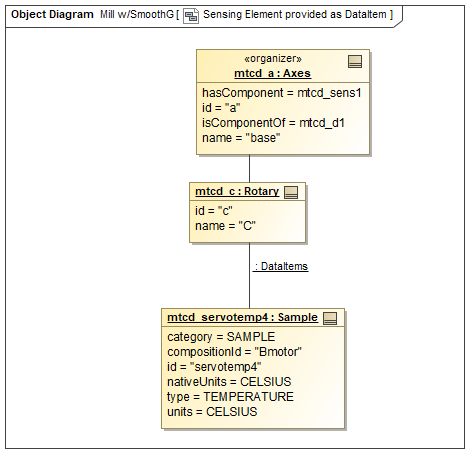 Object Diagram Mill w/SmoothG [ Sensing Element provided as DataItem ]
«organizer»
mtcd_a : Axes
hasComponent = mtcd_sens1
id = "a"
isComponentOf = mtcd_d1
name = "base"
mtcd_c : Rotary
id = "c"
name = "C"
: DataItems
mtcd_servotemp4 : Sample
category = SAMPLE
compositionId = "Bmotor"
id = "servotemp4"
nativeUnits = CELSIUS
type = TEMPERATURE
units = CELSIUS